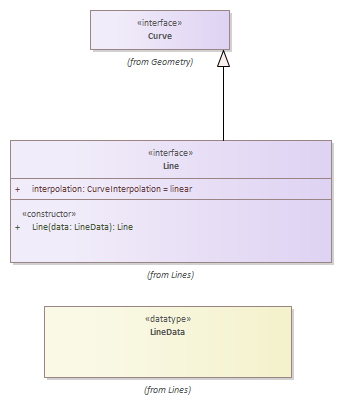 «interface»
Curve
(from Geometry)
«interface»
Line
+ interpolation: CurveInterpolation = linear
«constructor»
+ Line(data: LineData): Line
(from Lines)
«datatype»
LineData
(from Lines)